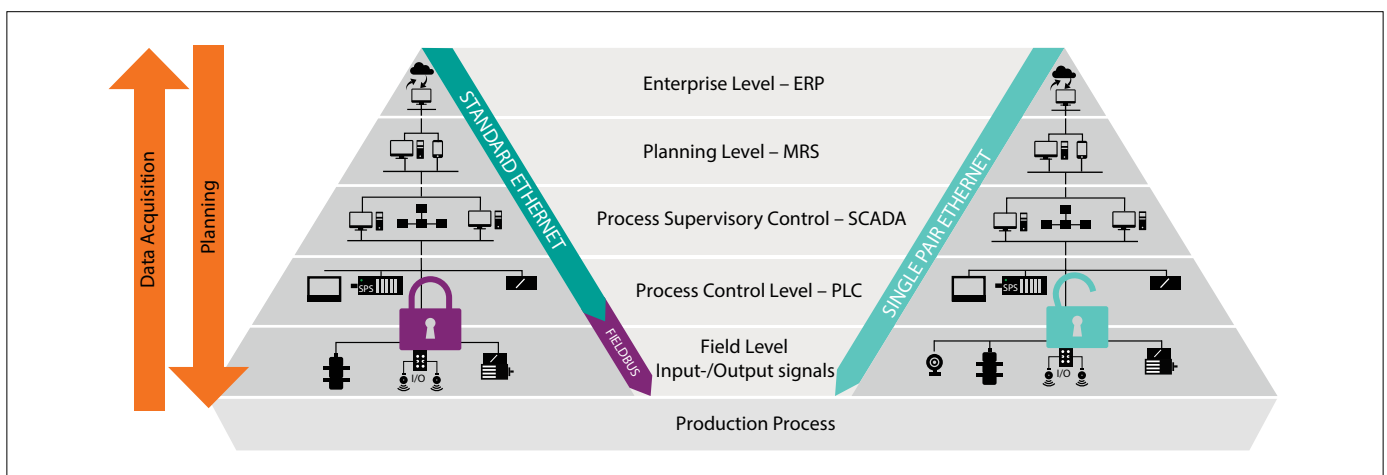 Data Acquisition
Planning
STANDARD ETHERNET
FIELDBUS
SPS
I/O
Enterprise Level – ERP
Planning Level – MRS
Process Supervisory Control – SCADA
Process Control Level – PLC
Field Level
Input-/Output signals
SINGLE PAIR ETHERNET
SPS
I/O
Production Process